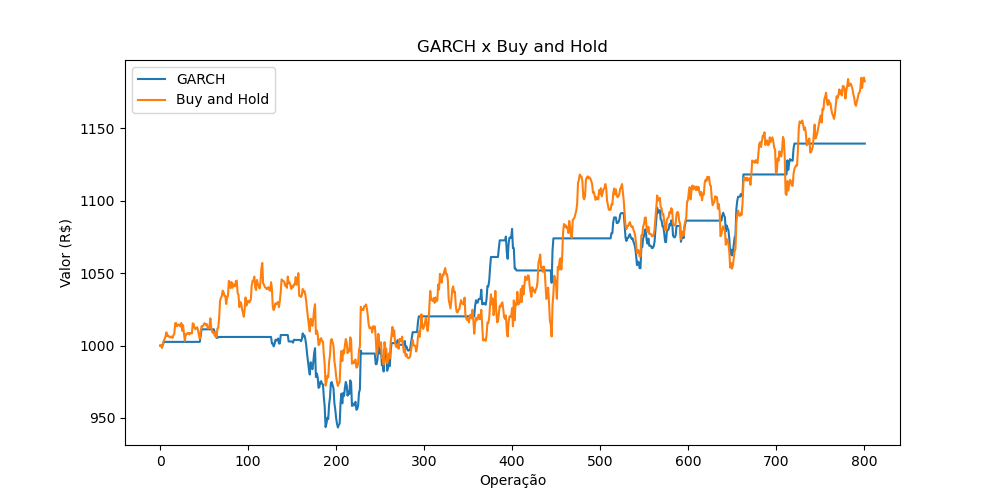 GARCH x Buy and Hold
GARCH
Buy and Hold
Valor (R$)
1150
1100
1050
1000
950
0 100 200 300 400 500 600 700 800
Operação